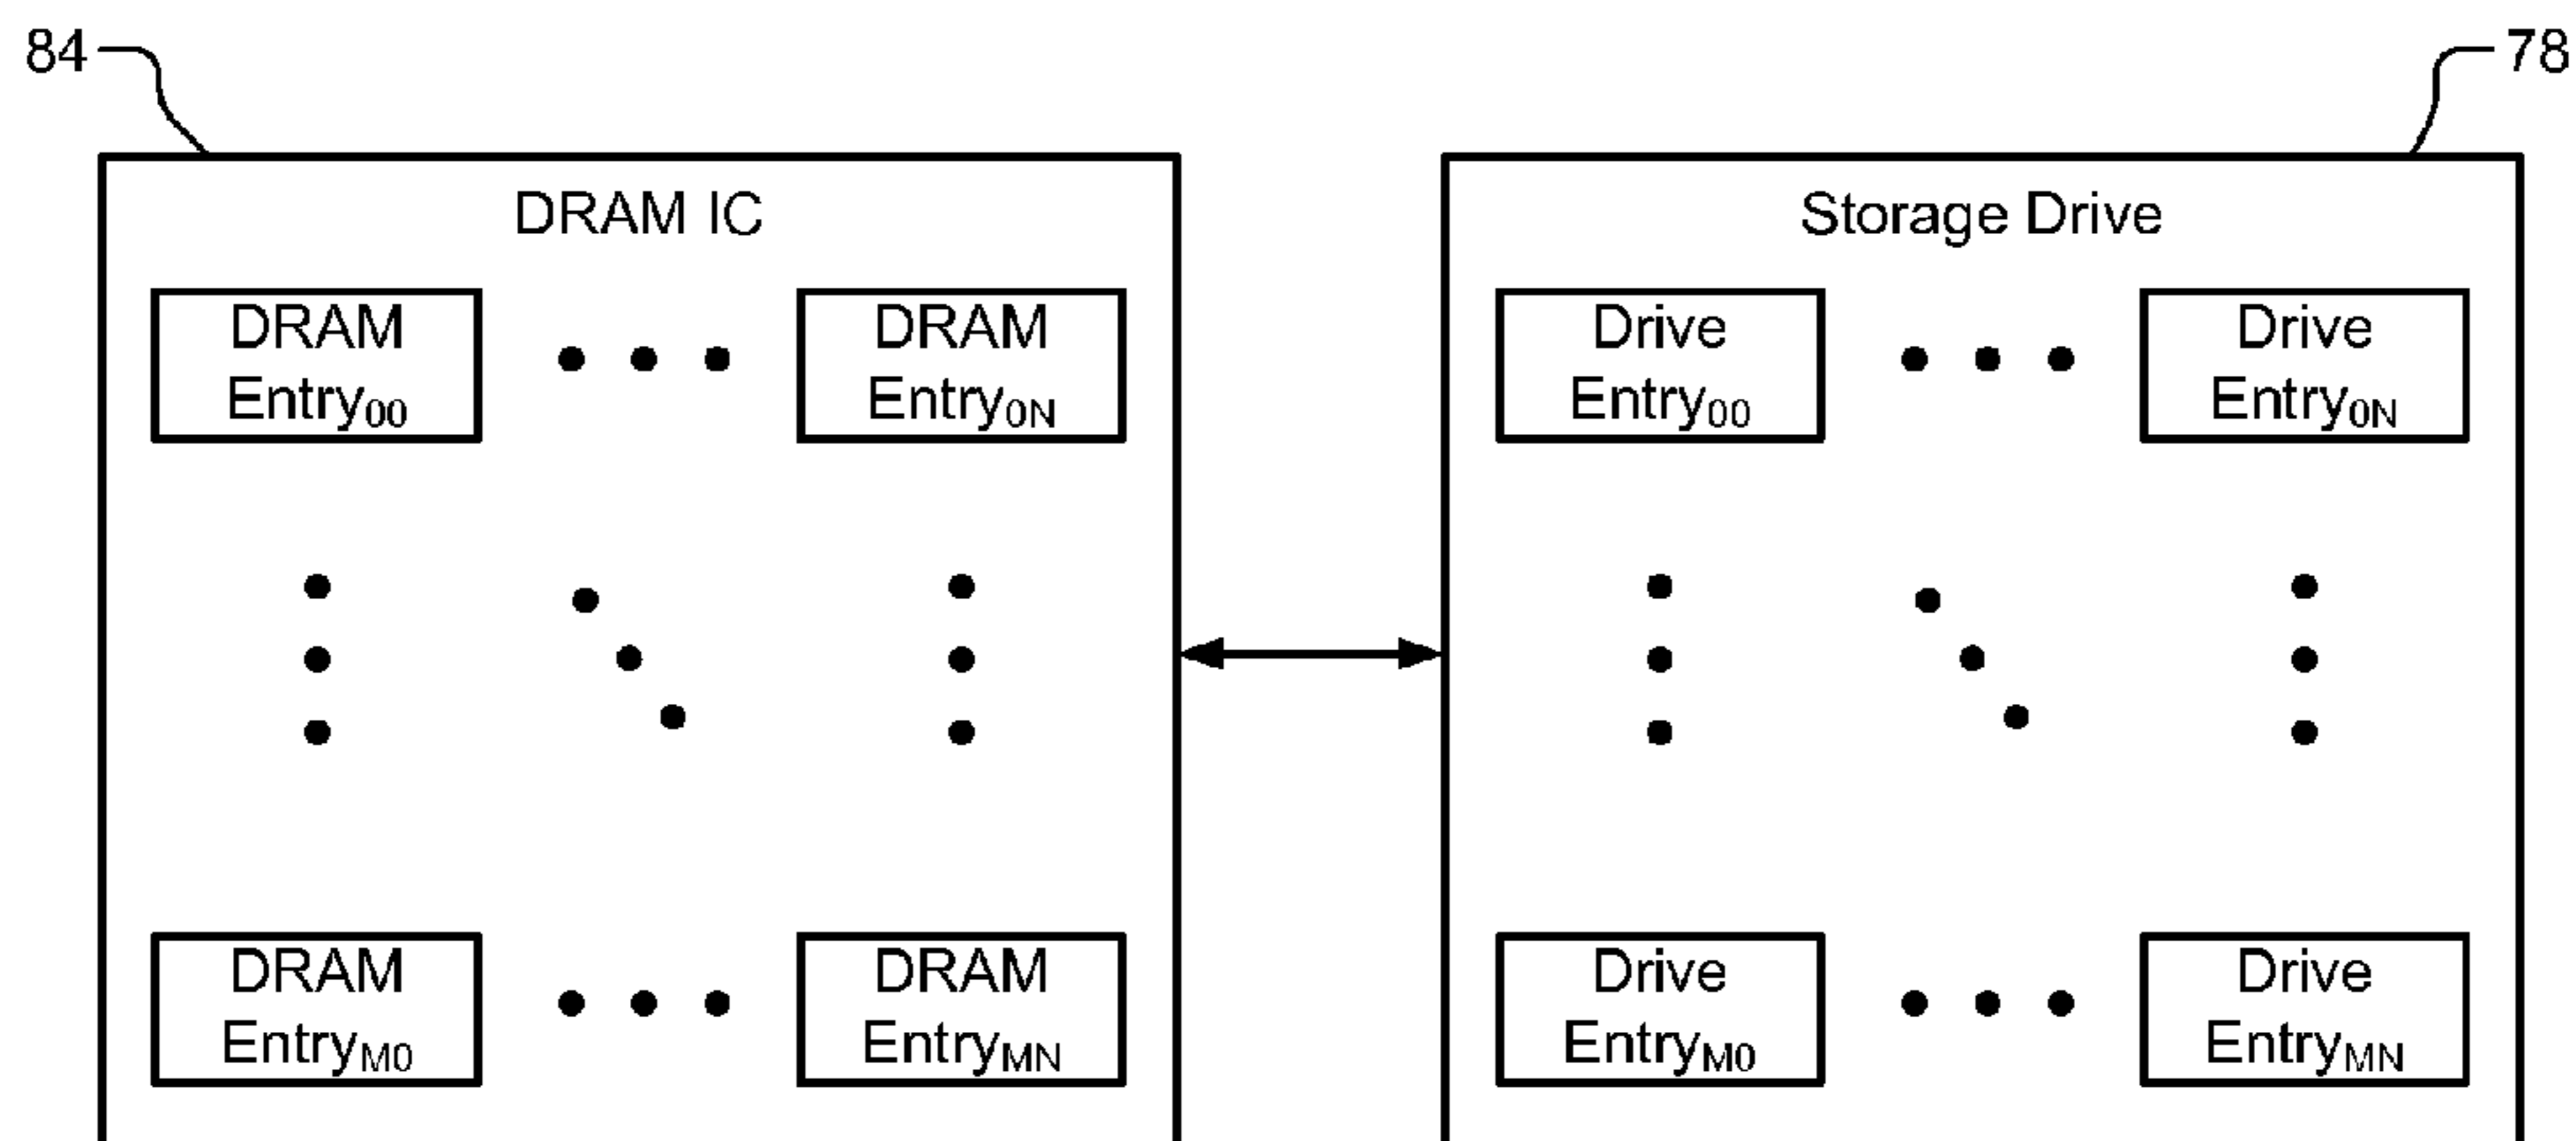 84
78
DRAM IC
DRAM
Entry₀₀
DRAM
Entry₀N
DRAM
EntryM₀
DRAM
EntryMN
Storage Drive
Drive
Entry₀₀
Drive
Entry₀N
Drive
EntryM₀
Drive
EntryMN